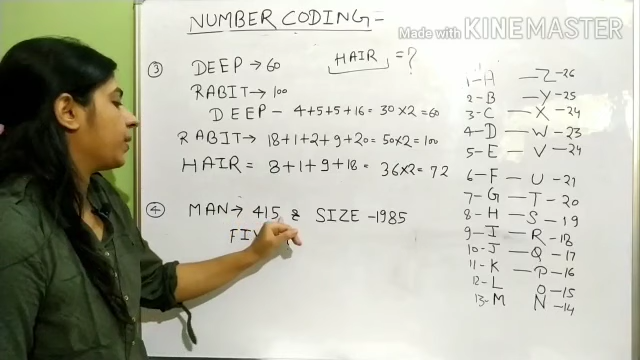 NUMBER CODING
Made with KINEMASTER
③ DEEP → 60
HAIR = ?
RABIT → 100
DEEP - 4+5+5+16 = 30×2 = 60
RABIT → 18+1+2+9+20 = 50×2 = 100
HAIR = 8+1+9+18 = 36×2 = 72
④ MAN → 415 & SIZE - 1985
FI
1-A — Z-26
2-B — Y-25
3-C — X-24
4-D — W-23
5-E — V-24
6-F — U-21
7-G — T-20
8-H — S-19
9-I — R-18
10-J — Q-17
11-K — P-16
12-L O-15
13-M N-14